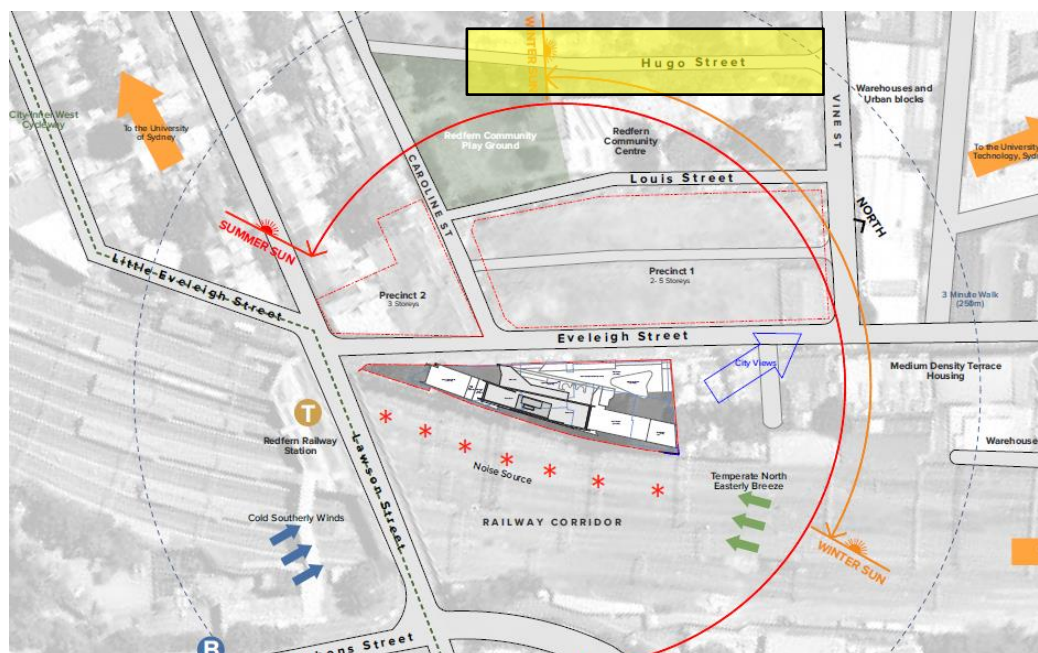 WINTER SUN
Hugo Street
Warehouses and
Urban blocks
City-Inner West
Cycleway
To the University
of Sydney
Redfern Community
Play Ground
Redfern
Community
Centre
VINE ST
To the University
Technology, Syd
CAROLINE ST
Louis Street
NORTH
SUMMER SUN
Little Eveleigh Street
Precinct 2
3 Storeys
Precinct 1
2- 5 Storeys
3 Minute Walk
(250m)
Eveleigh Street
City Views
Medium Density Terrace
Housing
T
Redfern Railway
Station
Lawson Street
Noise Source
Warehouse
Temperate North
Easterly Breeze
Cold Southerly Winds
RAILWAY CORRIDOR
WINTER SUN
B
ens Street